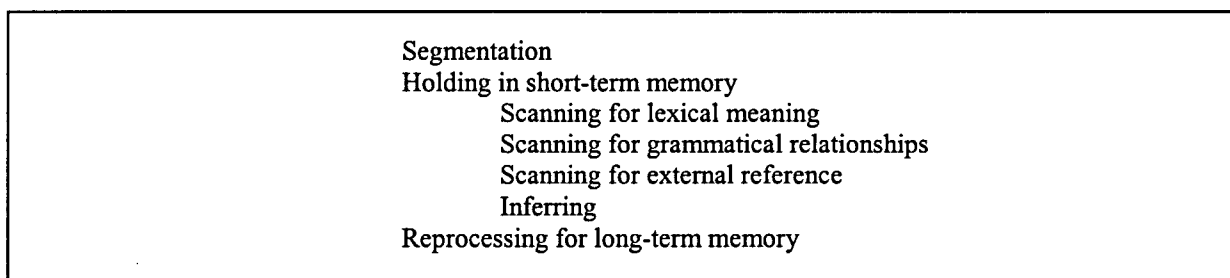 Segmentation
Holding in short-term memory
Scanning for lexical meaning
Scanning for grammatical relationships
Scanning for external reference
Inferring
Reprocessing for long-term memory